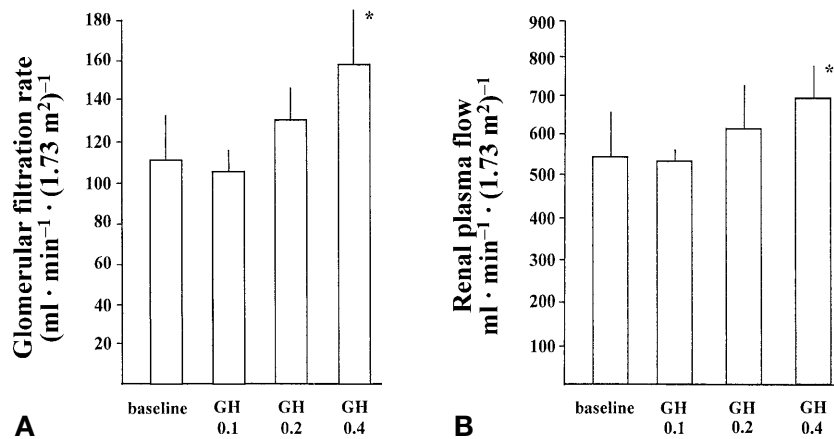 Glomerular filtration rate
(ml · min⁻¹ · (1.73 m²)⁻¹
180
160
140
120
100
80
60
40
20
*
baseline GH GH GH
0.1 0.2 0.4
A
Renal plasma flow
ml · min⁻¹ · (1.73 m²)⁻¹
900
800
700
600
500
400
300
200
100
*
baseline GH GH GH
0.1 0.2 0.4
B